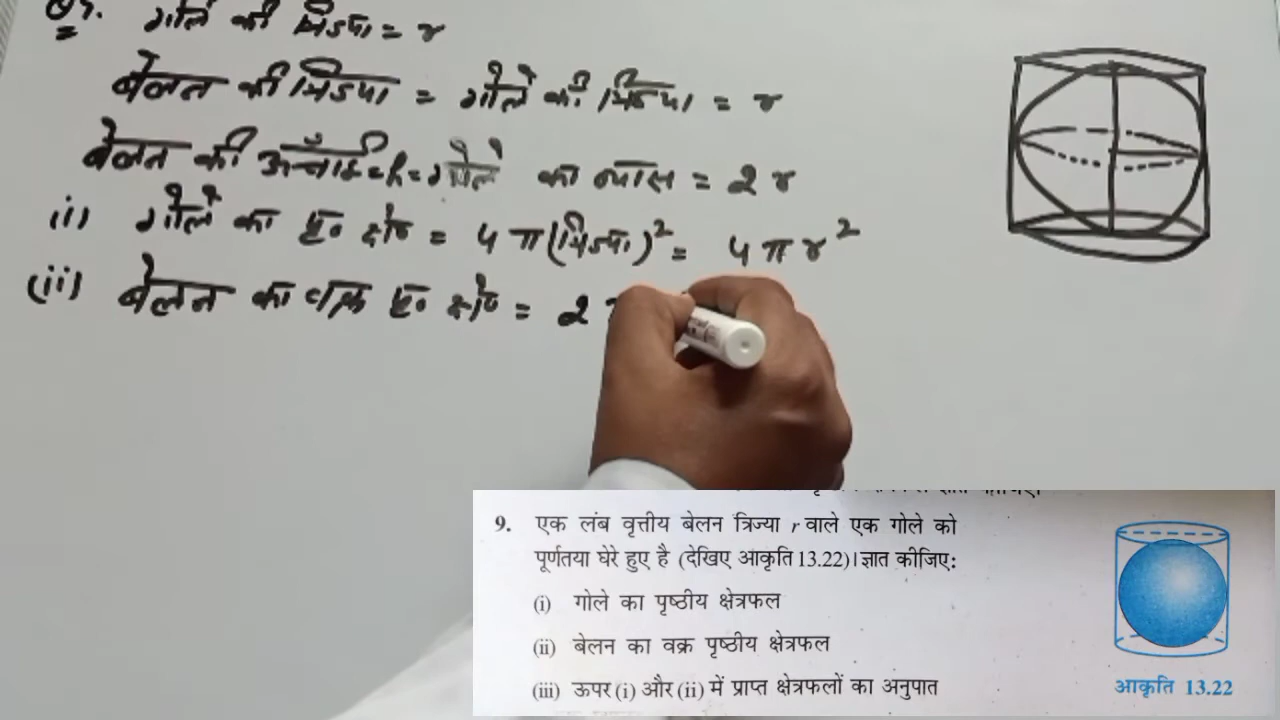 गोले की त्रिज्या = r
बेलन की त्रिज्या = गोले की त्रिज्या = r
बेलन की ऊँचाई = h = गोले का व्यास = 2r
(i) गोले का पृ० क्षे० = 4π(त्रिज्या)² = 4πr²
(ii) बेलन का वक्र पृ० क्षे० = 2
9. एक लंब वृत्तीय बेलन त्रिज्या r वाले एक गोले को
पूर्णतया घेरे हुए है (देखिए आकृति 13.22)। ज्ञात कीजिए:
(i) गोले का पृष्ठीय क्षेत्रफल
(ii) बेलन का वक्र पृष्ठीय क्षेत्रफल
(iii) ऊपर (i) और (ii) में प्राप्त क्षेत्रफलों का अनुपात
आकृति 13.22